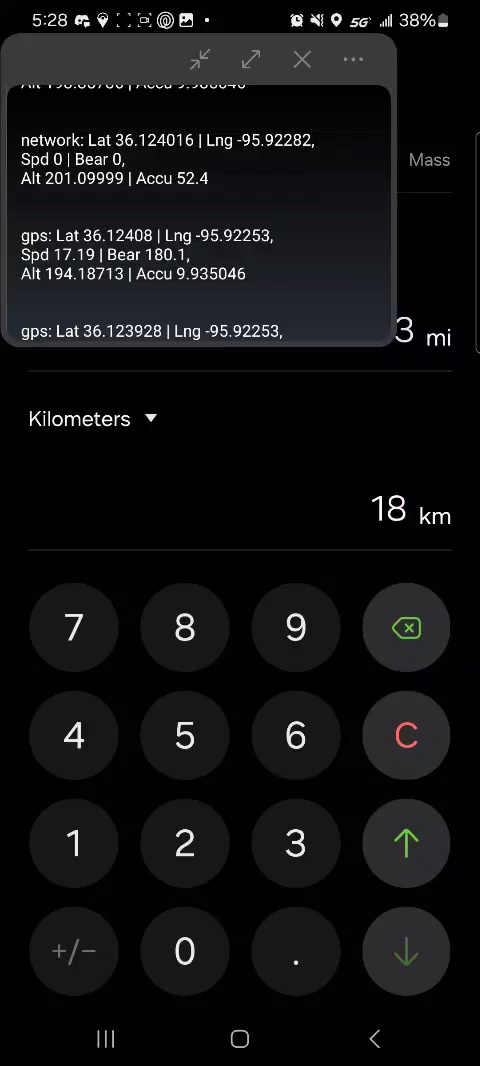 5:28
5G
38%
Alt 193.86786 | Accu 9.986046
network: Lat 36.124016 | Lng -95.92282,
Spd 0 | Bear 0,
Alt 201.09999 | Accu 52.4
gps: Lat 36.12408 | Lng -95.92253,
Spd 17.19 | Bear 180.1,
Alt 194.18713 | Accu 9.935046
gps: Lat 36.123928 | Lng -95.92253,
Mass
3 mi
Kilometers
18 km
7 8 9
4 5 6 C
1 2 3
+/− 0 .